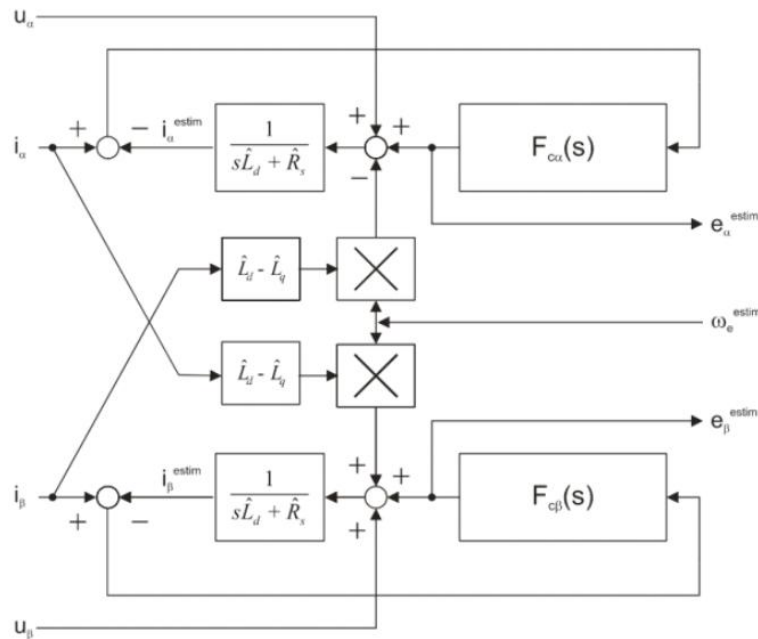 u_α
+ − i_α^estim
1 / (sL̂_d + R̂_s)
+ +
F_cα(s)
i_α
−
e_α^estim
L̂_d - L̂_q
ω_e^estim
L̂_d - L̂_q
e_β^estim
i_β^estim
1 / (sL̂_d + R̂_s)
+ +
F_cβ(s)
i_β
+ −
+
u_β